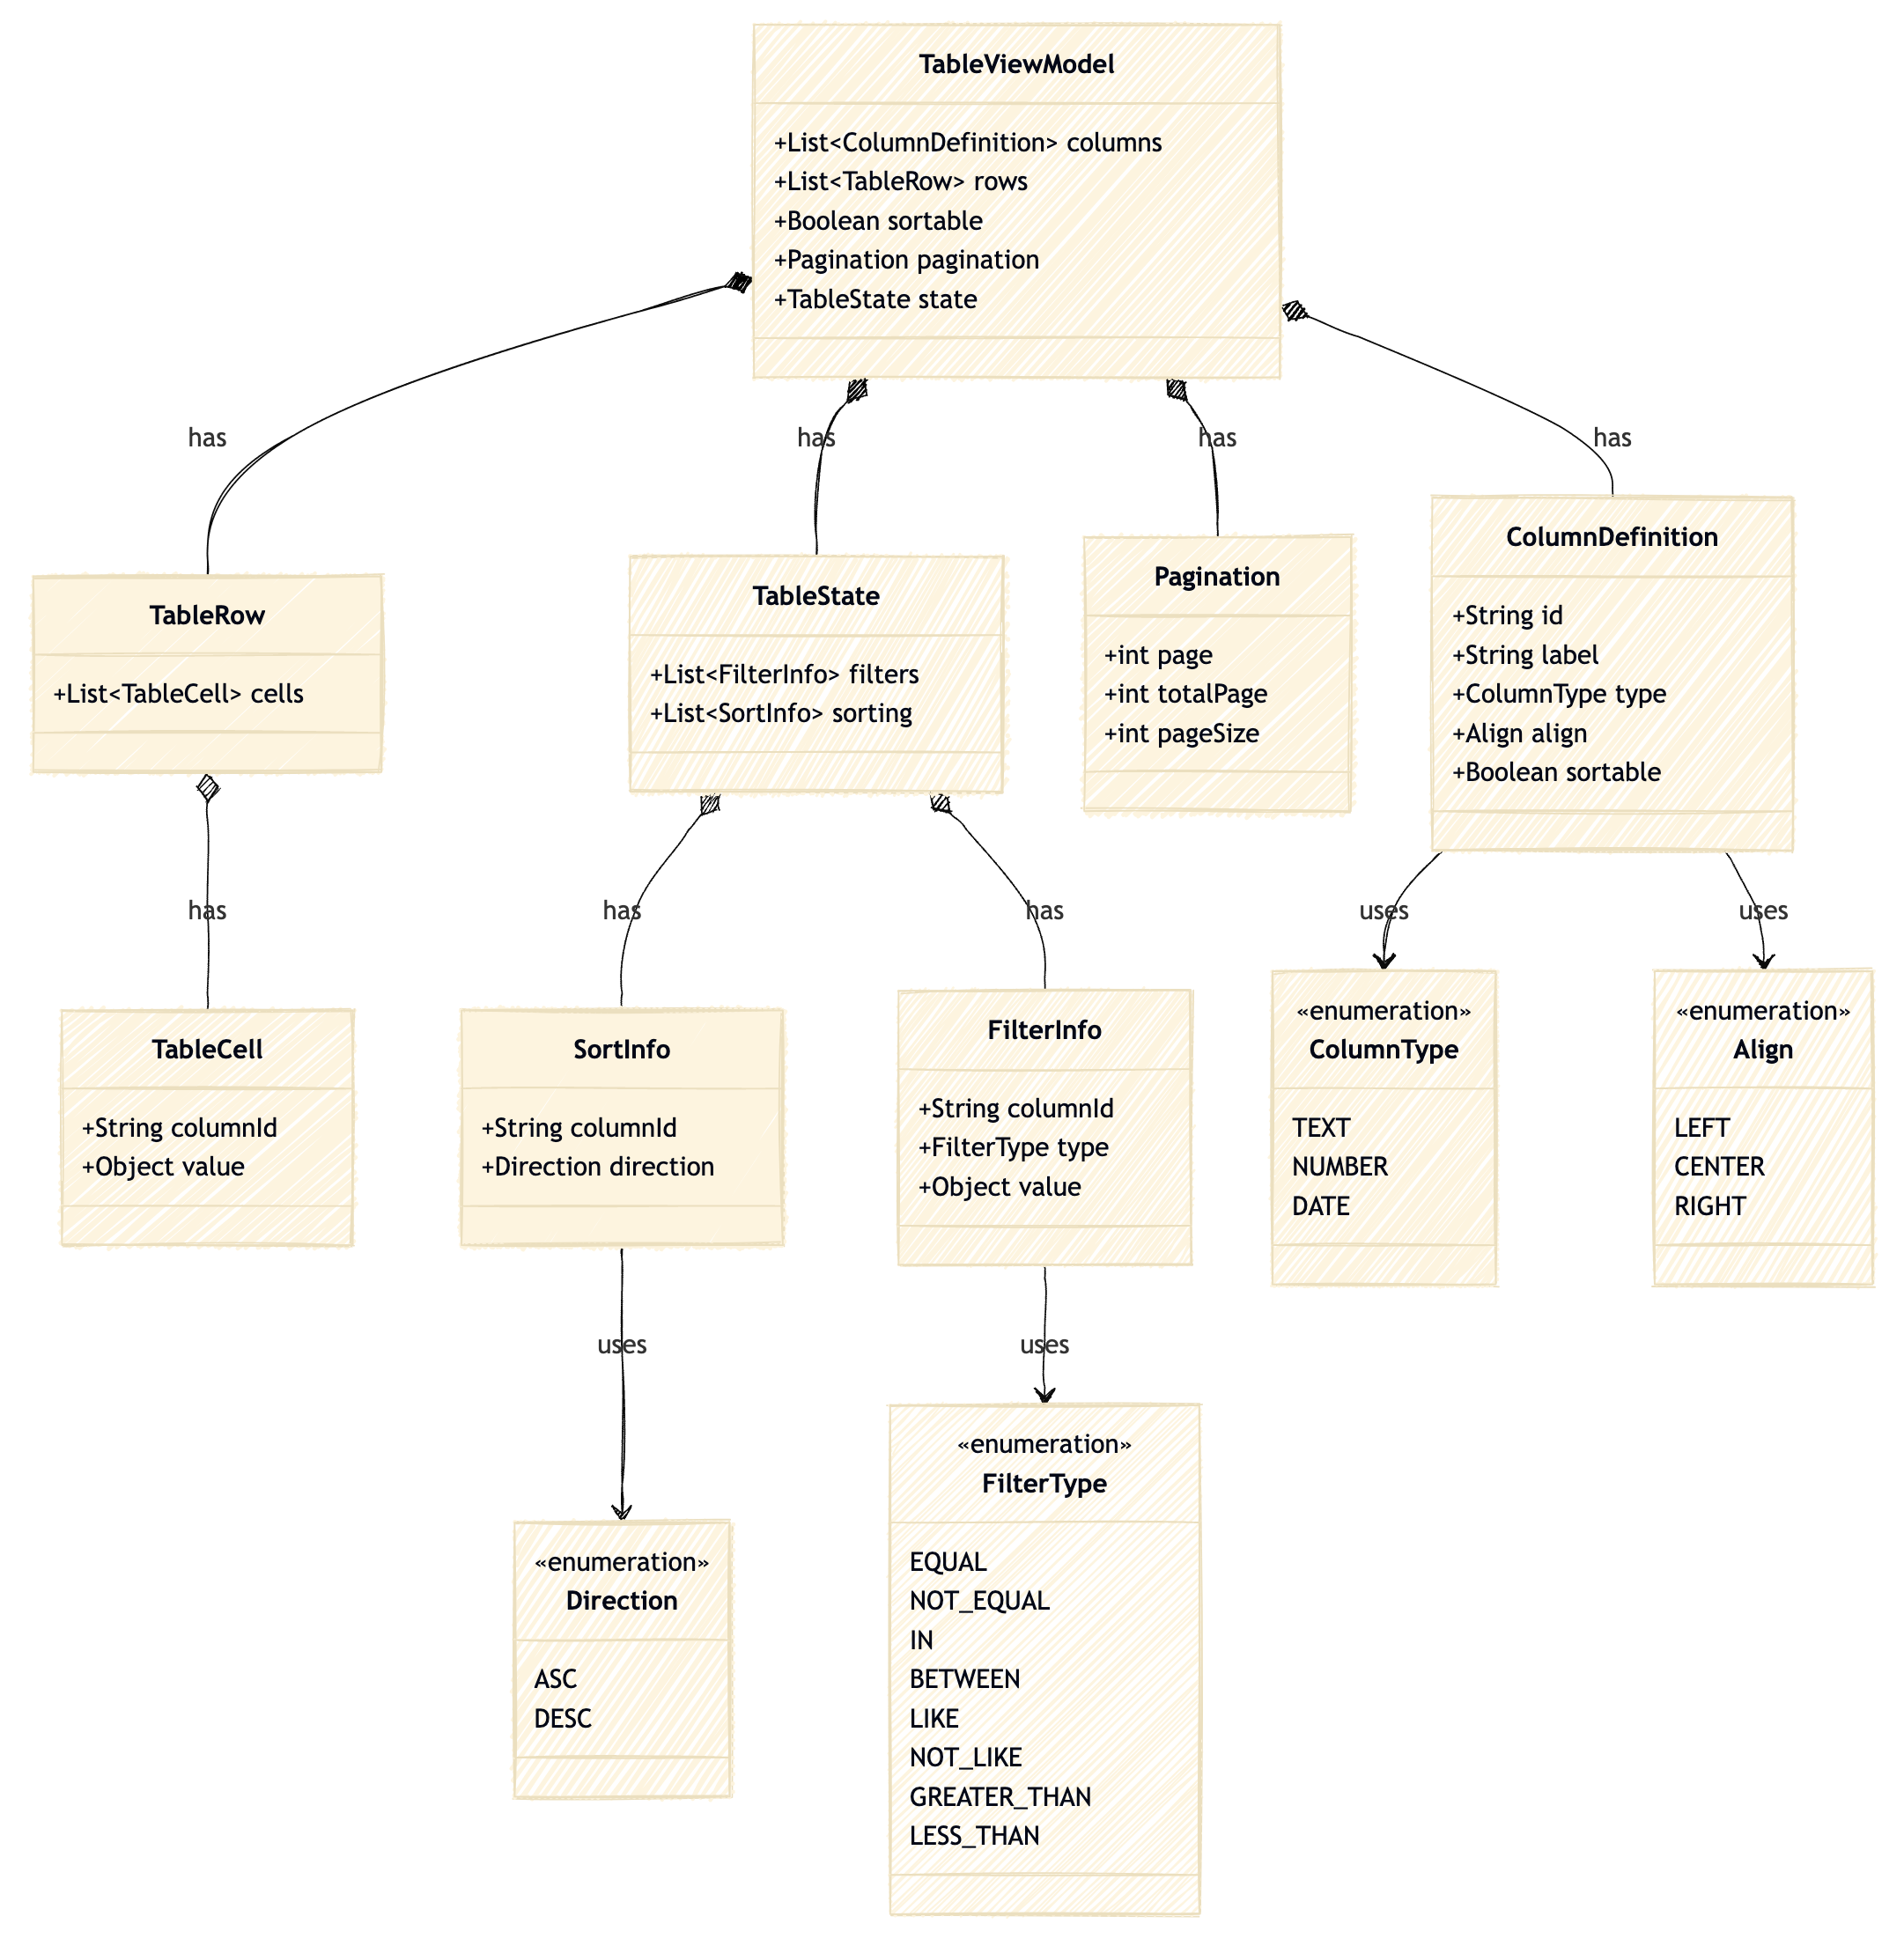 TableViewModel
+List<ColumnDefinition> columns
+List<TableRow> rows
+Boolean sortable
+Pagination pagination
+TableState state
has
has
has
has
TableRow
+List<TableCell> cells
TableState
+List<FilterInfo> filters
+List<SortInfo> sorting
Pagination
+int page
+int totalPage
+int pageSize
ColumnDefinition
+String id
+String label
+ColumnType type
+Align align
+Boolean sortable
has
has
has
uses
uses
TableCell
+String columnId
+Object value
SortInfo
+String columnId
+Direction direction
FilterInfo
+String columnId
+FilterType type
+Object value
«enumeration»
ColumnType
TEXT
NUMBER
DATE
«enumeration»
Align
LEFT
CENTER
RIGHT
uses
uses
«enumeration»
Direction
ASC
DESC
«enumeration»
FilterType
EQUAL
NOT_EQUAL
IN
BETWEEN
LIKE
NOT_LIKE
GREATER_THAN
LESS_THAN